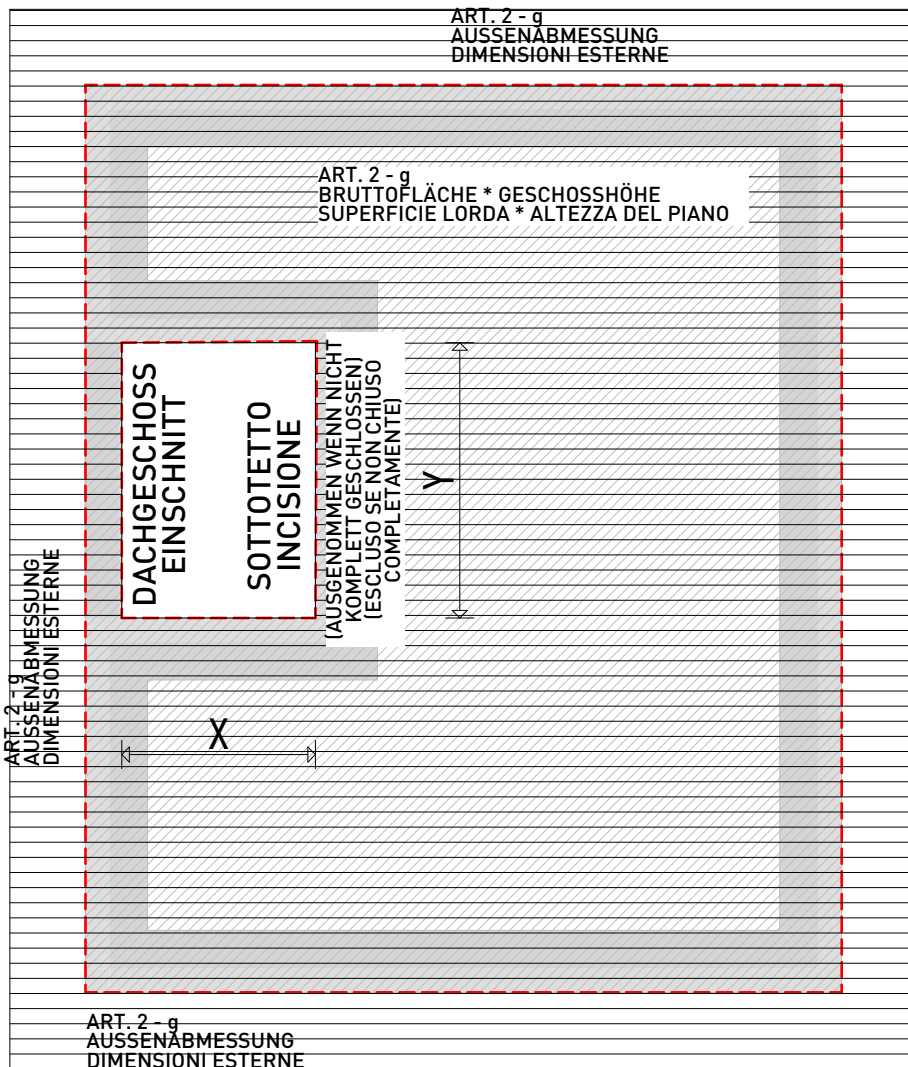 ART. 2 - g
AUSSENABMESSUNG
DIMENSIONI ESTERNE
ART. 2 - g
BRUTTOFLÄCHE * GESCHOSSHÖHE
SUPERFICIE LORDA * ALTEZZA DEL PIANO
DACHGESCHOSS
EINSCHNITT
SOTTOTETTO
INCISIONE
(AUSGENOMMEN WENN NICHT
KOMPLETT GESCHLOSSEN)
(ESCLUSO SE NON CHIUSO
COMPLETAMENTE)
Y
X
ART. 2 - g
AUSSENABMESSUNG
DIMENSIONI ESTERNE
ART. 2 - g
AUSSENABMESSUNG
DIMENSIONI ESTERNE